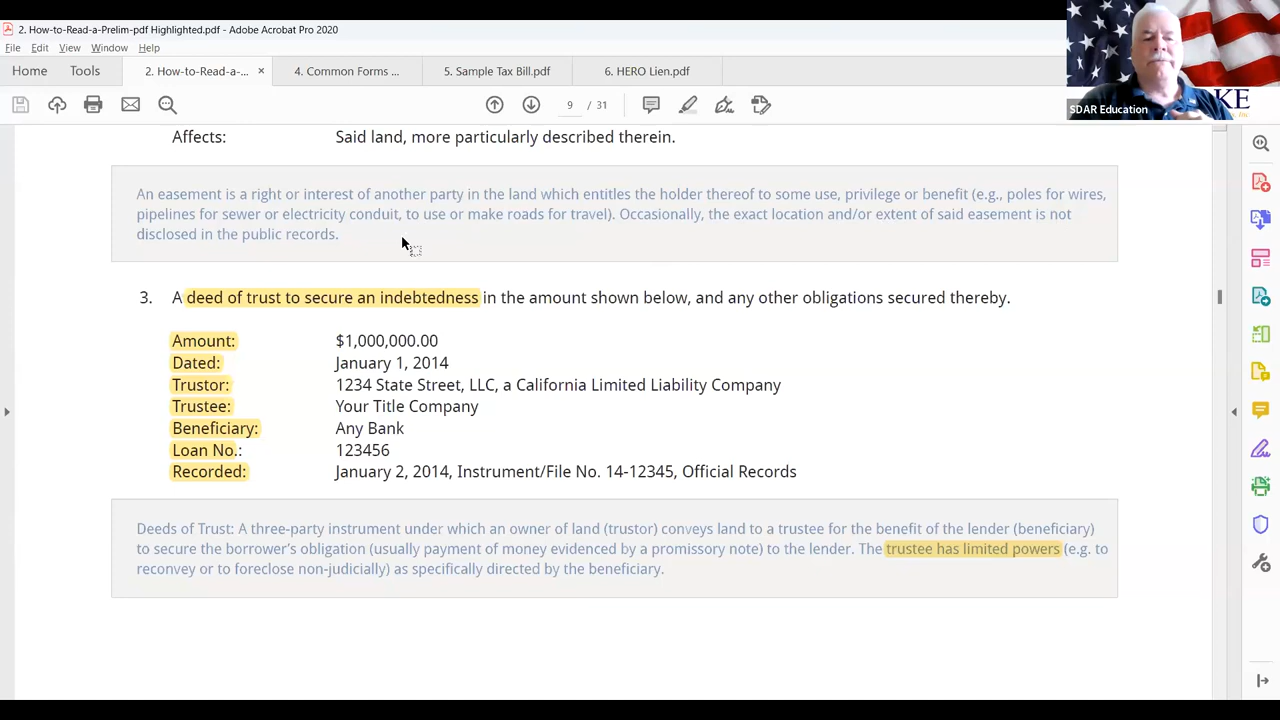 2. How-to-Read-a-Prelim-pdf Highlighted.pdf - Adobe Acrobat Pro 2020
File Edit View Window Help
Home Tools 2. How-to-Read-a-... × 4. Common Forms ... 5. Sample Tax Bill.pdf 6. HERO Lien.pdf
9 / 31
SDAR Education
KE
Affects: Said land, more particularly described therein.
An easement is a right or interest of another party in the land which entitles the holder thereof to some use, privilege or benefit (e.g., poles for wires,
pipelines for sewer or electricity conduit, to use or make roads for travel). Occasionally, the exact location and/or extent of said easement is not
disclosed in the public records.
3. A deed of trust to secure an indebtedness in the amount shown below, and any other obligations secured thereby.
Amount: $1,000,000.00
Dated: January 1, 2014
Trustor: 1234 State Street, LLC, a California Limited Liability Company
Trustee: Your Title Company
Beneficiary: Any Bank
Loan No.: 123456
Recorded: January 2, 2014, Instrument/File No. 14-12345, Official Records
Deeds of Trust: A three-party instrument under which an owner of land (trustor) conveys land to a trustee for the benefit of the lender (beneficiary)
to secure the borrower's obligation (usually payment of money evidenced by a promissory note) to the lender. The trustee has limited powers (e.g. to
reconvey or to foreclose non-judicially) as specifically directed by the beneficiary.